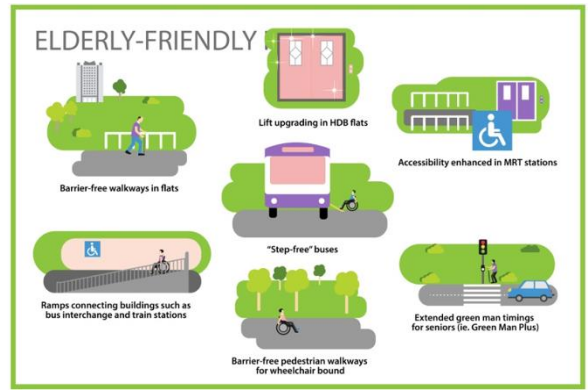 ELDERLY-FRIENDLY
Lift upgrading in HDB flats
Barrier-free walkways in flats
Accessibility enhanced in MRT stations
"Step-free" buses
Ramps connecting buildings such as
bus interchange and train stations
Extended green man timings
for seniors (ie. Green Man Plus)
Barrier-free pedestrian walkways
for wheelchair bound